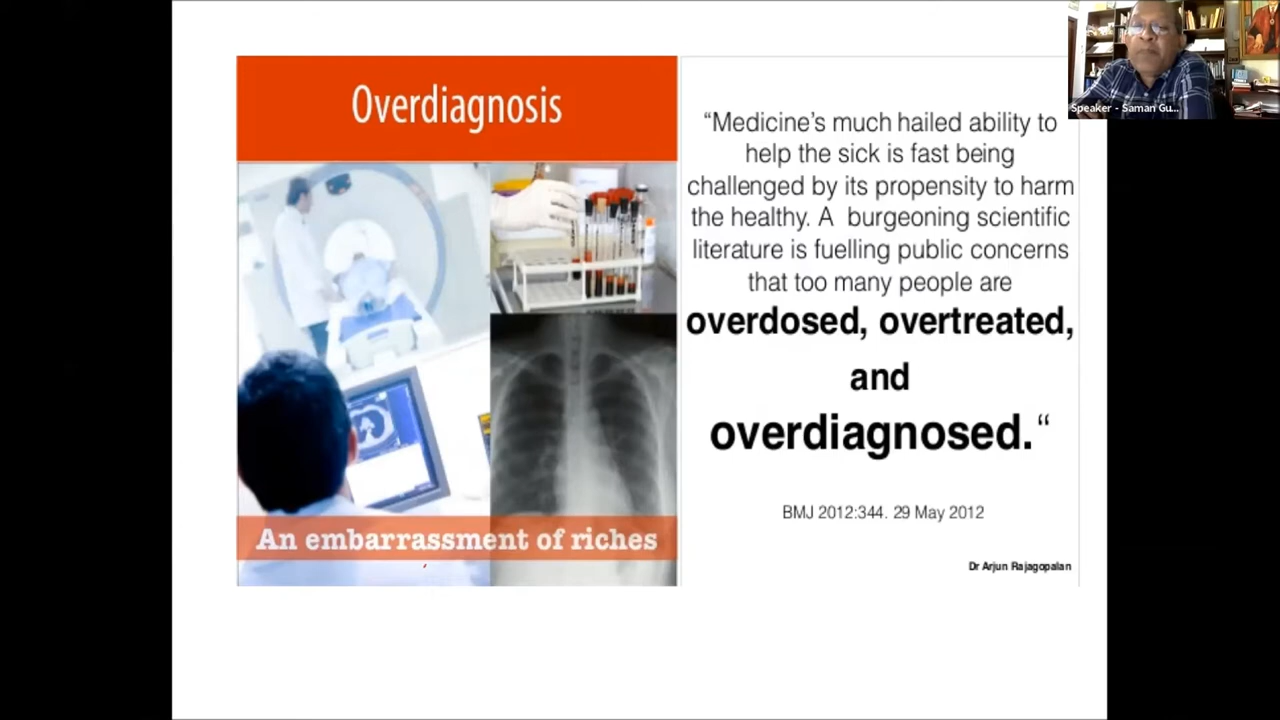 Overdiagnosis
An embarrassment of riches
“Medicine’s much hailed ability to
help the sick is fast being
challenged by its propensity to harm
the healthy. A burgeoning scientific
literature is fuelling public concerns
that too many people are
overdosed, overtreated,
and
overdiagnosed.“
BMJ 2012:344. 29 May 2012
Dr Arjun Rajagopalan
Speaker - Saman Gu...